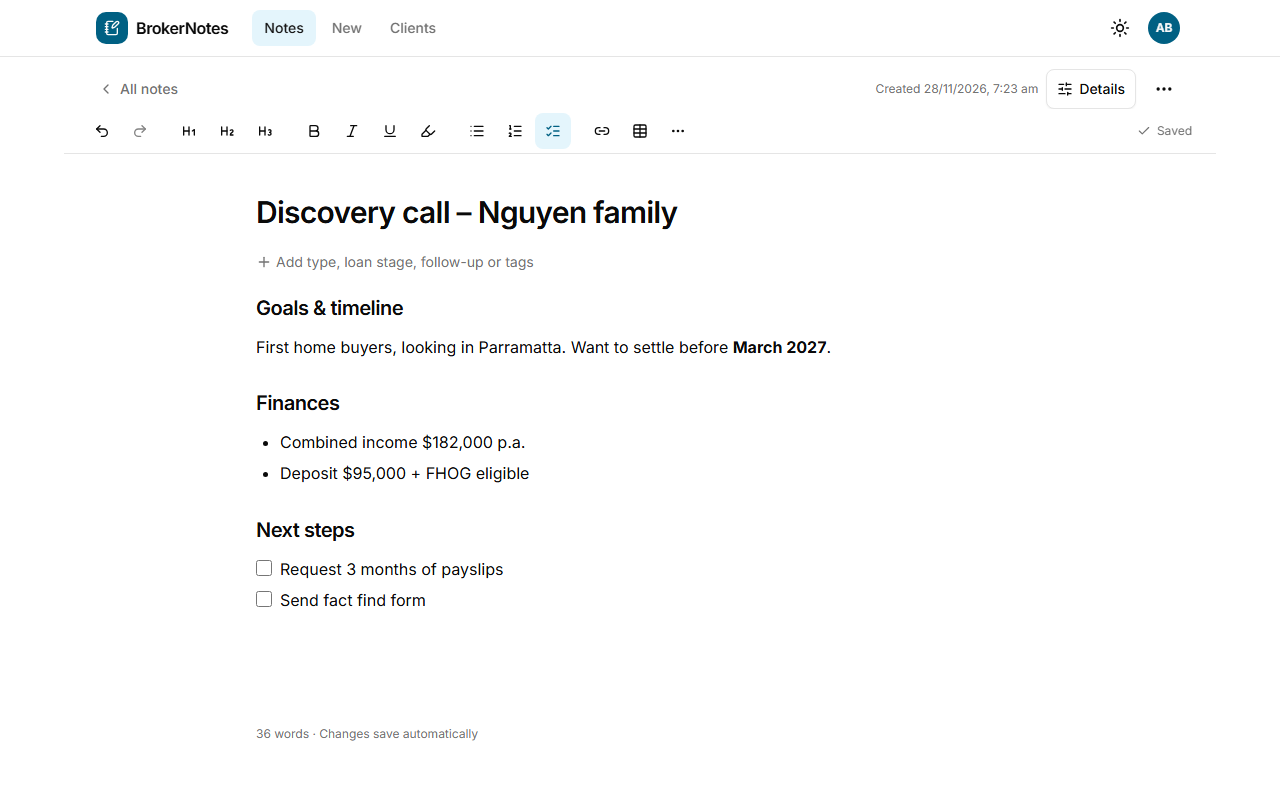 BrokerNotes Notes New Clients AB
All notes Created 28/11/2026, 7:23 am Details
H1 H2 H3 B I U Saved
Discovery call – Nguyen family
Add type, loan stage, follow-up or tags
Goals & timeline
First home buyers, looking in Parramatta. Want to settle before March 2027.
Finances
• Combined income $182,000 p.a.
• Deposit $95,000 + FHOG eligible
Next steps
Request 3 months of payslips
Send fact find form
36 words · Changes save automatically